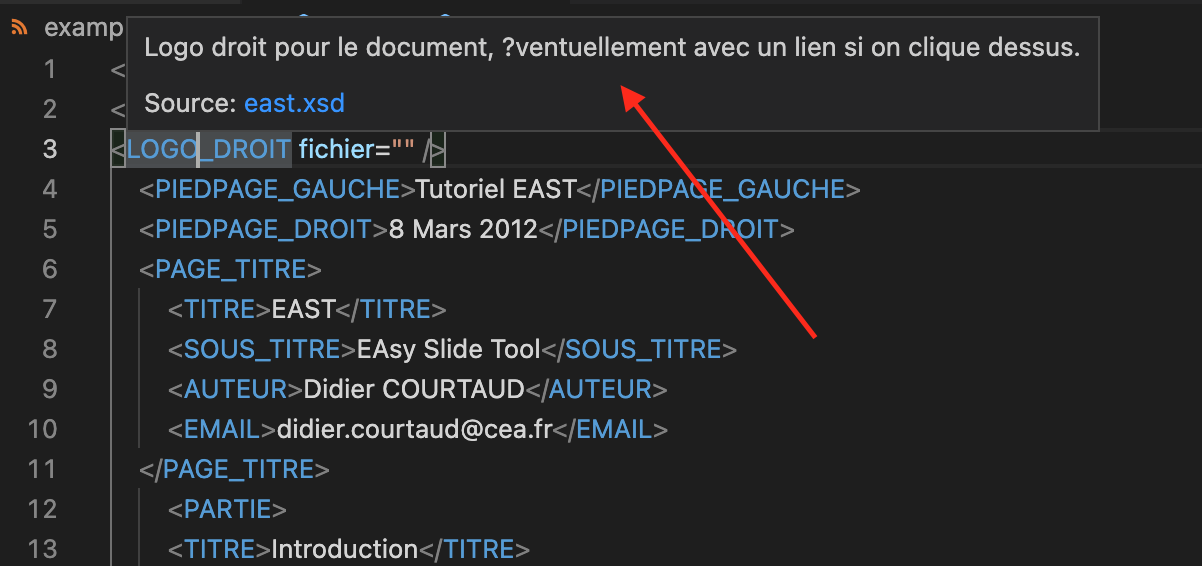 examp
Logo droit pour le document, ?ventuellement avec un lien si on clique dessus.
Source: east.xsd
1 <
2 <
3 <LOGO_DROIT fichier="" />
4 <PIEDPAGE_GAUCHE>Tutoriel EAST</PIEDPAGE_GAUCHE>
5 <PIEDPAGE_DROIT>8 Mars 2012</PIEDPAGE_DROIT>
6 <PAGE_TITRE>
7 <TITRE>EAST</TITRE>
8 <SOUS_TITRE>EAsy Slide Tool</SOUS_TITRE>
9 <AUTEUR>Didier COURTAUD</AUTEUR>
10 <EMAIL>didier.courtaud@cea.fr</EMAIL>
11 </PAGE_TITRE>
12 <PARTIE>
13 <TITRE>Introduction</TITRE>